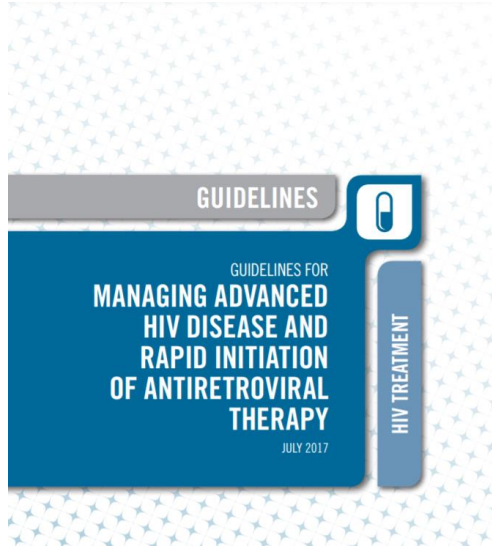 GUIDELINES
GUIDELINES FOR
MANAGING ADVANCED
HIV DISEASE AND
RAPID INITIATION
OF ANTIRETROVIRAL
THERAPY
JULY 2017
HIV TREATMENT